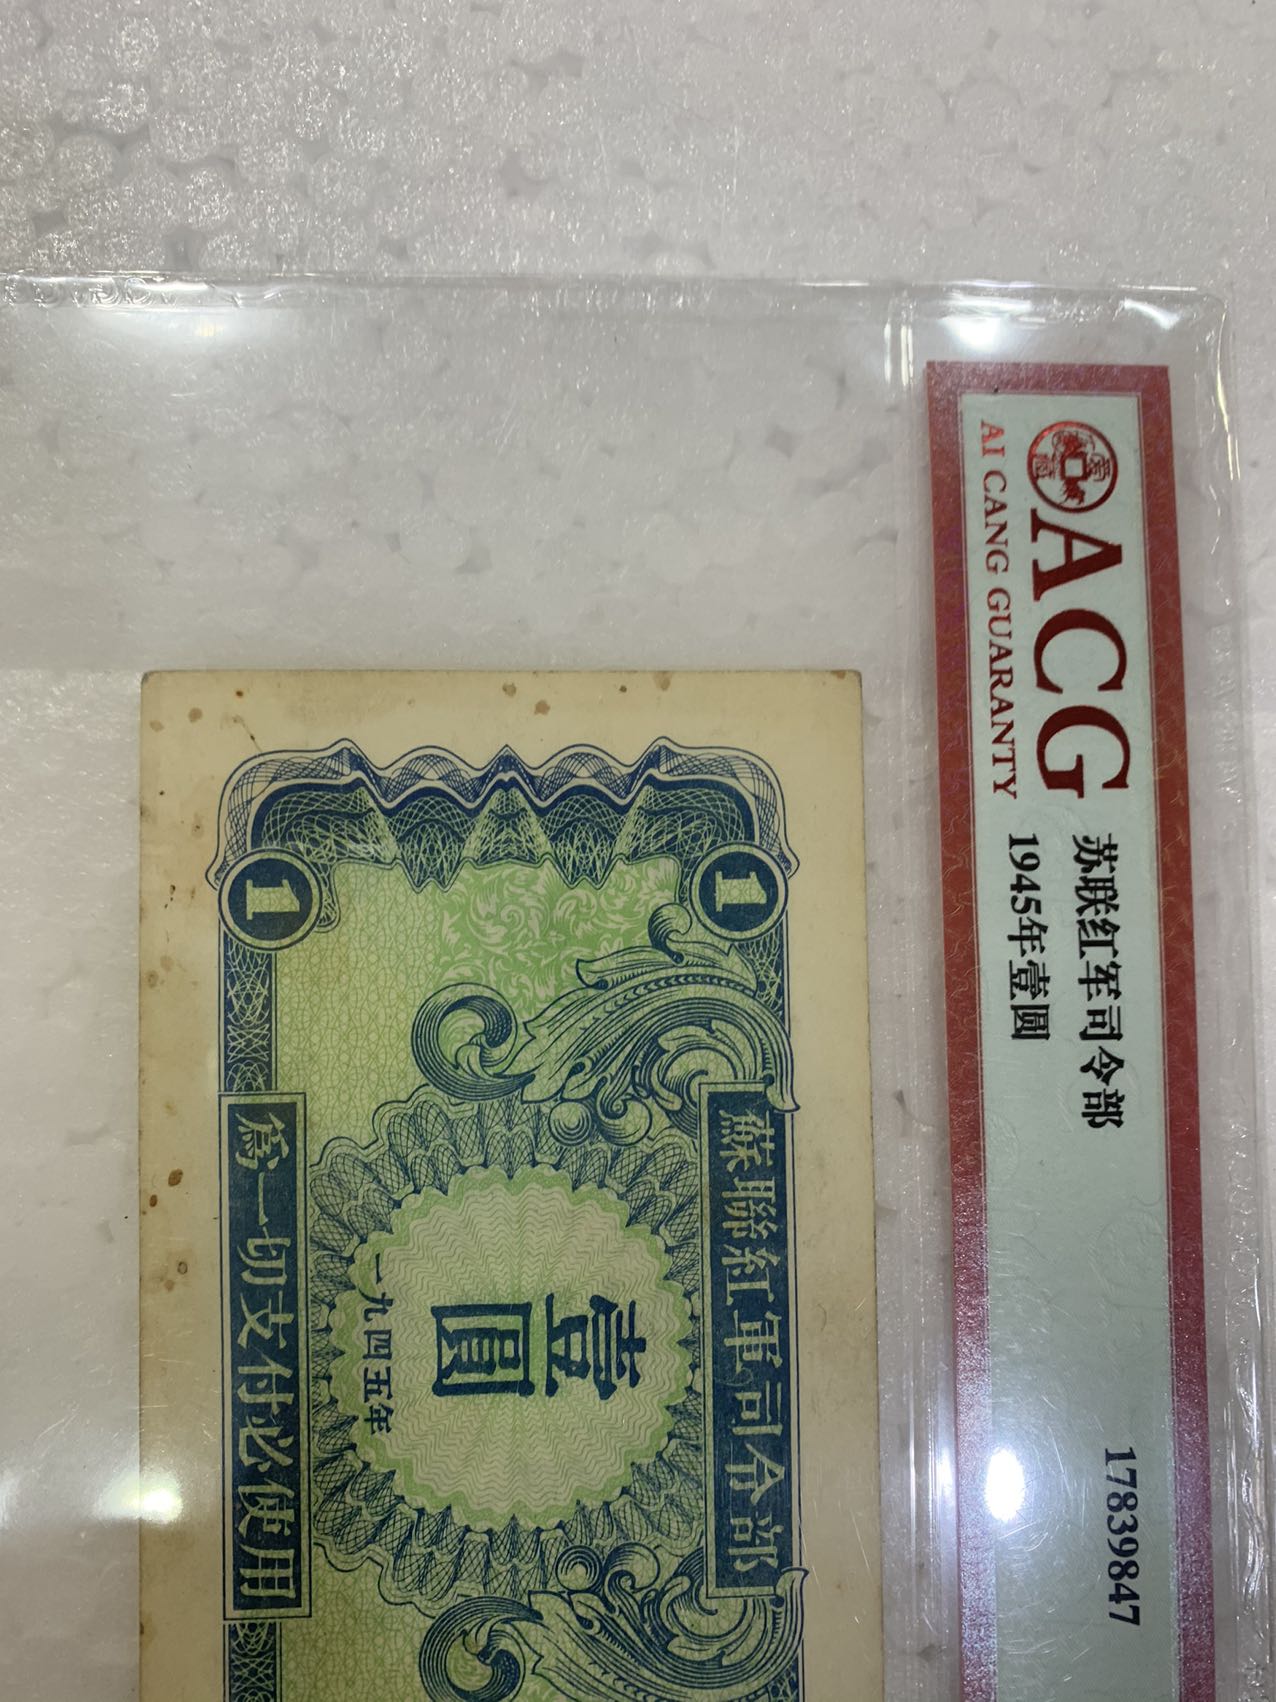 ACG
AI CANG GUARANTY
苏联红军司令部
1945年壹圆
17839847
1
1
蘇聯紅軍司令部
壹
圓
一九四五年
爲一切支付必使用